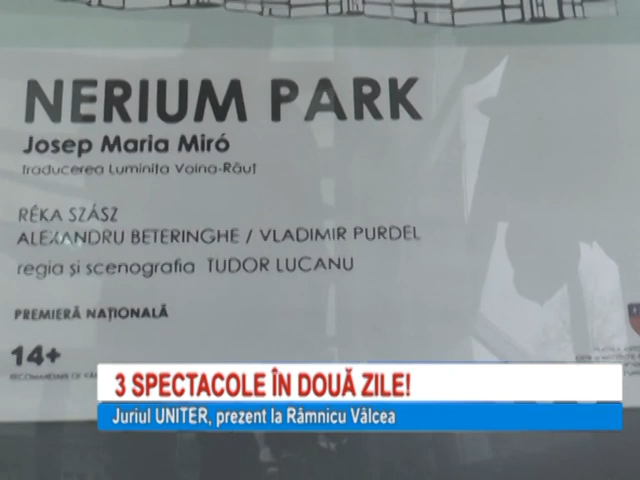 NERIUM PARK
Josep Maria Miró
traducerea Luminița Voina-Răuț
RÉKA SZÁSZ
ALEXANDRU BETERINGHE / VLADIMIR PURDEL
regia și scenografia TUDOR LUCANU
PREMIERĂ NAȚIONALĂ
14+
3 SPECTACOLE ÎN DOUĂ ZILE!
Juriul UNITER, prezent la Râmnicu Vâlcea